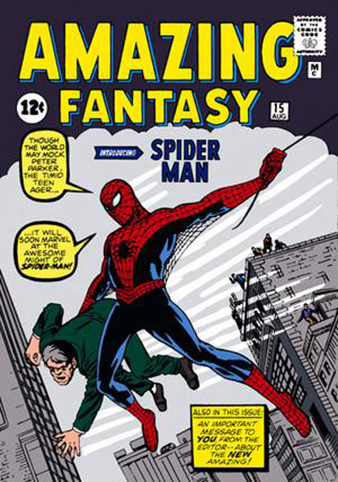 AMAZING
FANTASY
APPROVED
BY THE
COMICS
CODE
AUTHORITY
M
C
12¢
15
AUG.
INTRODUCING
SPIDER
MAN
THOUGH
THE WORLD
MAY MOCK
PETER
PARKER,
THE TIMID
TEEN-
AGER...
...IT WILL
SOON MARVEL
AT THE
AWESOME
MIGHT OF
SPIDER-MAN!
ALSO IN THIS ISSUE:
AN IMPORTANT
MESSAGE TO
YOU, FROM THE
EDITOR--ABOUT
THE NEW
AMAZING!